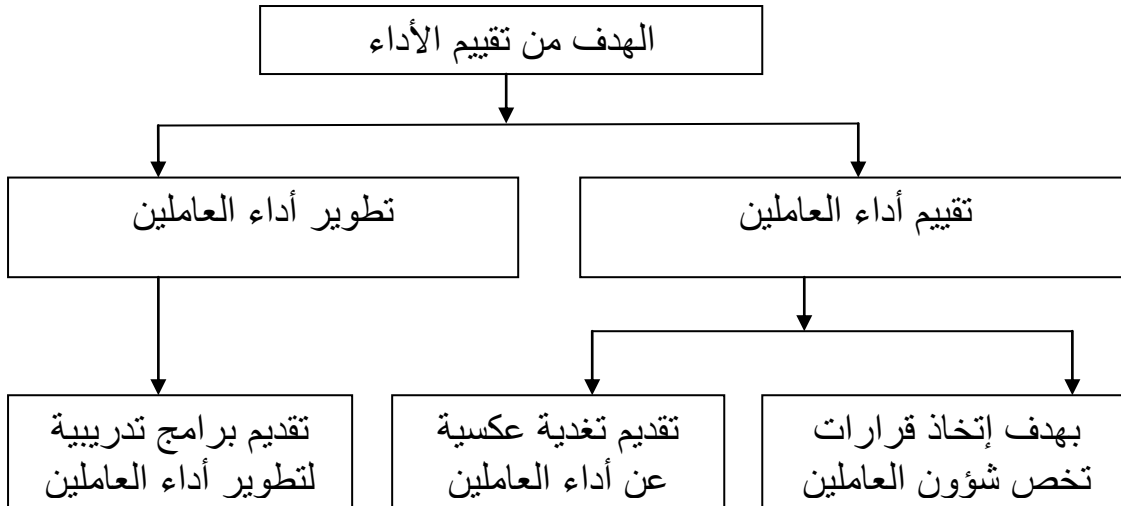 الهدف من تقييم الأداء
تقييم أداء العاملين
تطوير أداء العاملين
بهدف إتخاذ قرارات
تخص شؤون العاملين
تقديم تغدية عكسية
عن أداء العاملين
تقديم برامج تدريبية
لتطوير أداء العاملين